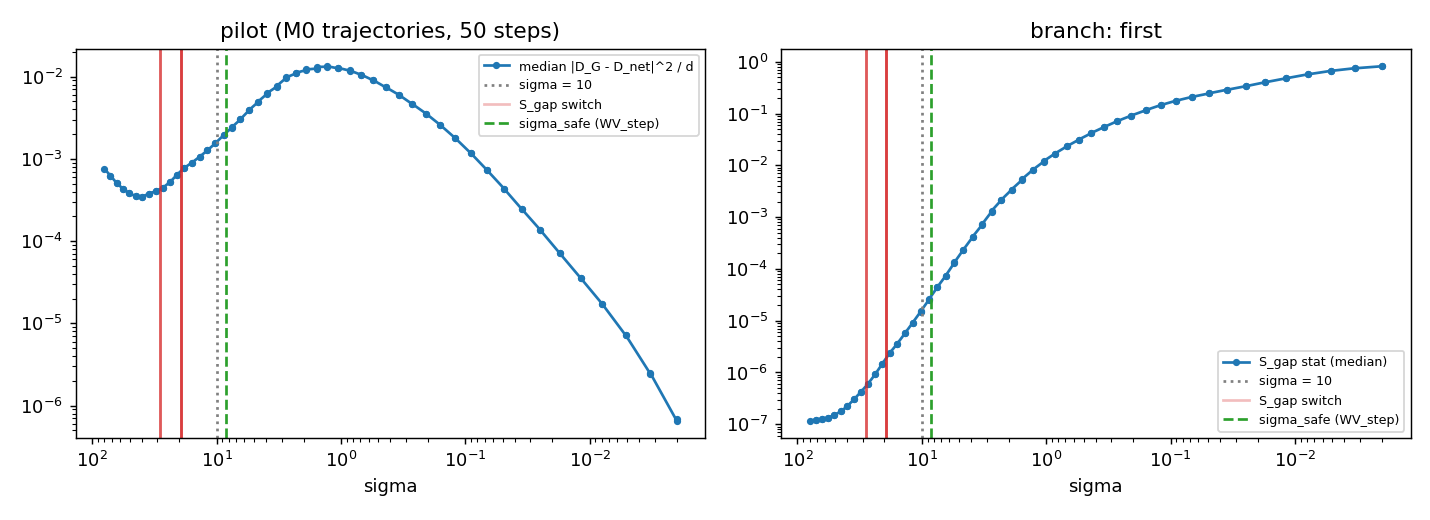 pilot (M0 trajectories, 50 steps)
median |D_G - D_net|^2 / d
sigma = 10
S_gap switch
sigma_safe (WV_step)
10^-2
10^-3
10^-4
10^-5
10^-6
10^2
10^1
10^0
10^-1
10^-2
sigma
branch: first
10^0
10^-1
10^-2
10^-3
10^-4
10^-5
10^-6
10^-7
S_gap stat (median)
sigma = 10
S_gap switch
sigma_safe (WV_step)
10^2
10^1
10^0
10^-1
10^-2
sigma